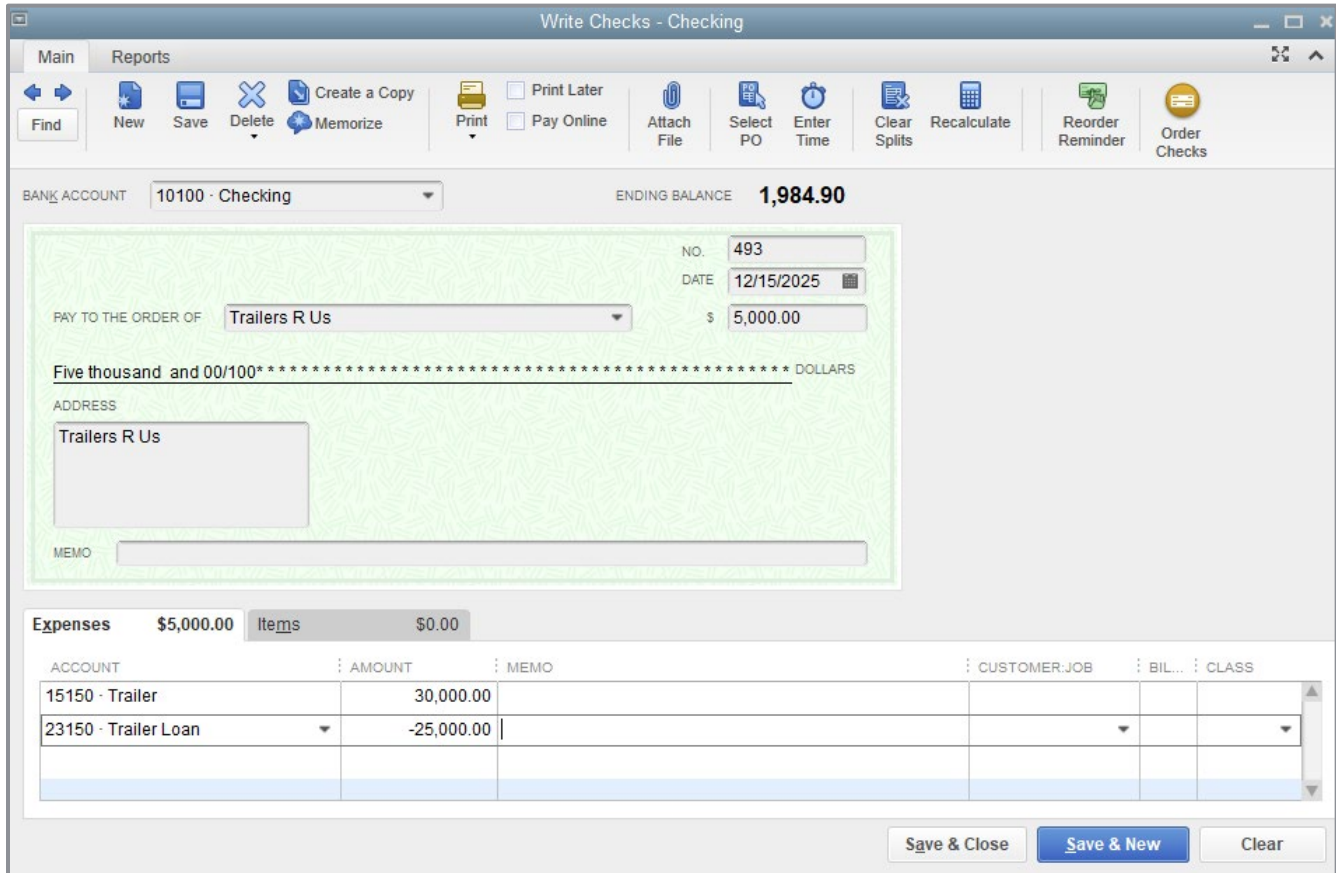 Write Checks - Checking
Main Reports
Find New Save Delete Create a Copy Memorize Print Print Later Pay Online Attach File Select PO Enter Time Clear Splits Recalculate Reorder Reminder Order Checks
BANK ACCOUNT 10100 · Checking ENDING BALANCE 1,984.90
NO. 493
DATE 12/15/2025
PAY TO THE ORDER OF Trailers R Us $ 5,000.00
Five thousand and 00/100* * * * * * * * * * * * * * * * * * * * * * * * * * * * * * * * * * * * * * * * * * * * * * * * * DOLLARS
ADDRESS
Trailers R Us
MEMO
Expenses $5,000.00 Items $0.00
ACCOUNT AMOUNT MEMO CUSTOMER:JOB BIL... CLASS
15150 · Trailer 30,000.00
23150 · Trailer Loan -25,000.00
Save & Close Save & New Clear